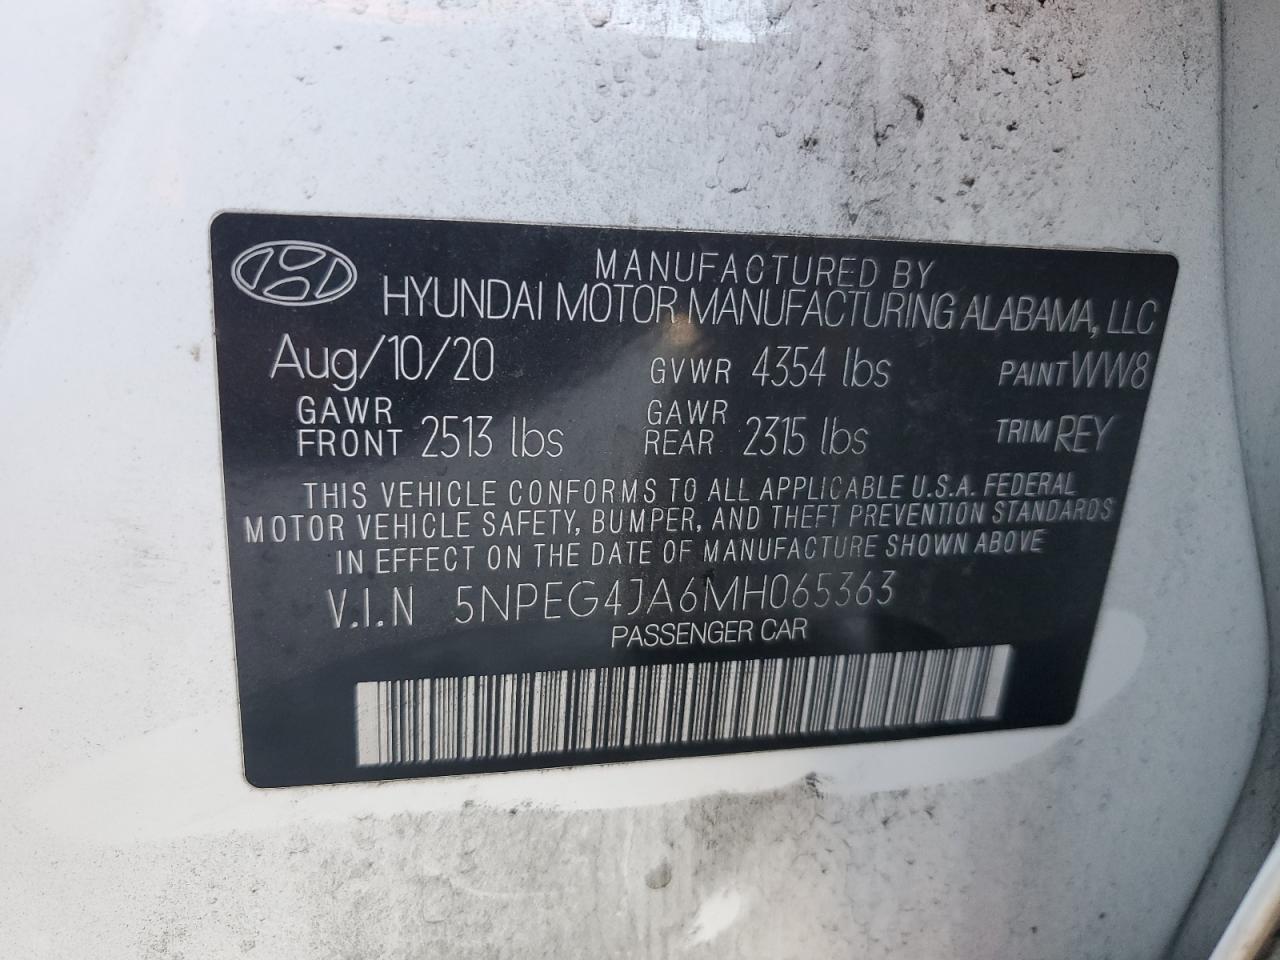 MANUFACTURED BY
HYUNDAI MOTOR MANUFACTURING ALABAMA, LLC
Aug/10/20 GVWR 4354 lbs PAINT WW8
GAWR FRONT 2513 lbs GAWR REAR 2315 lbs TRIM REY
THIS VEHICLE CONFORMS TO ALL APPLICABLE U.S.A. FEDERAL
MOTOR VEHICLE SAFETY, BUMPER, AND THEFT PREVENTION STANDARDS
IN EFFECT ON THE DATE OF MANUFACTURE SHOWN ABOVE
V.I.N 5NPEG4JA6MH065363
PASSENGER CAR